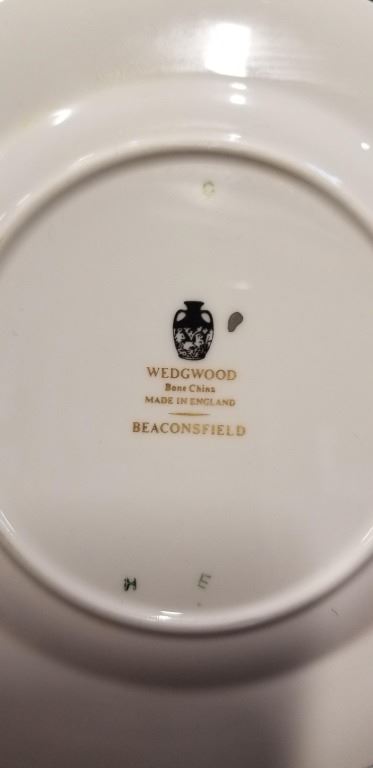 C
WEDGWOOD
Bone China
MADE IN ENGLAND
BEACONSFIELD
H E